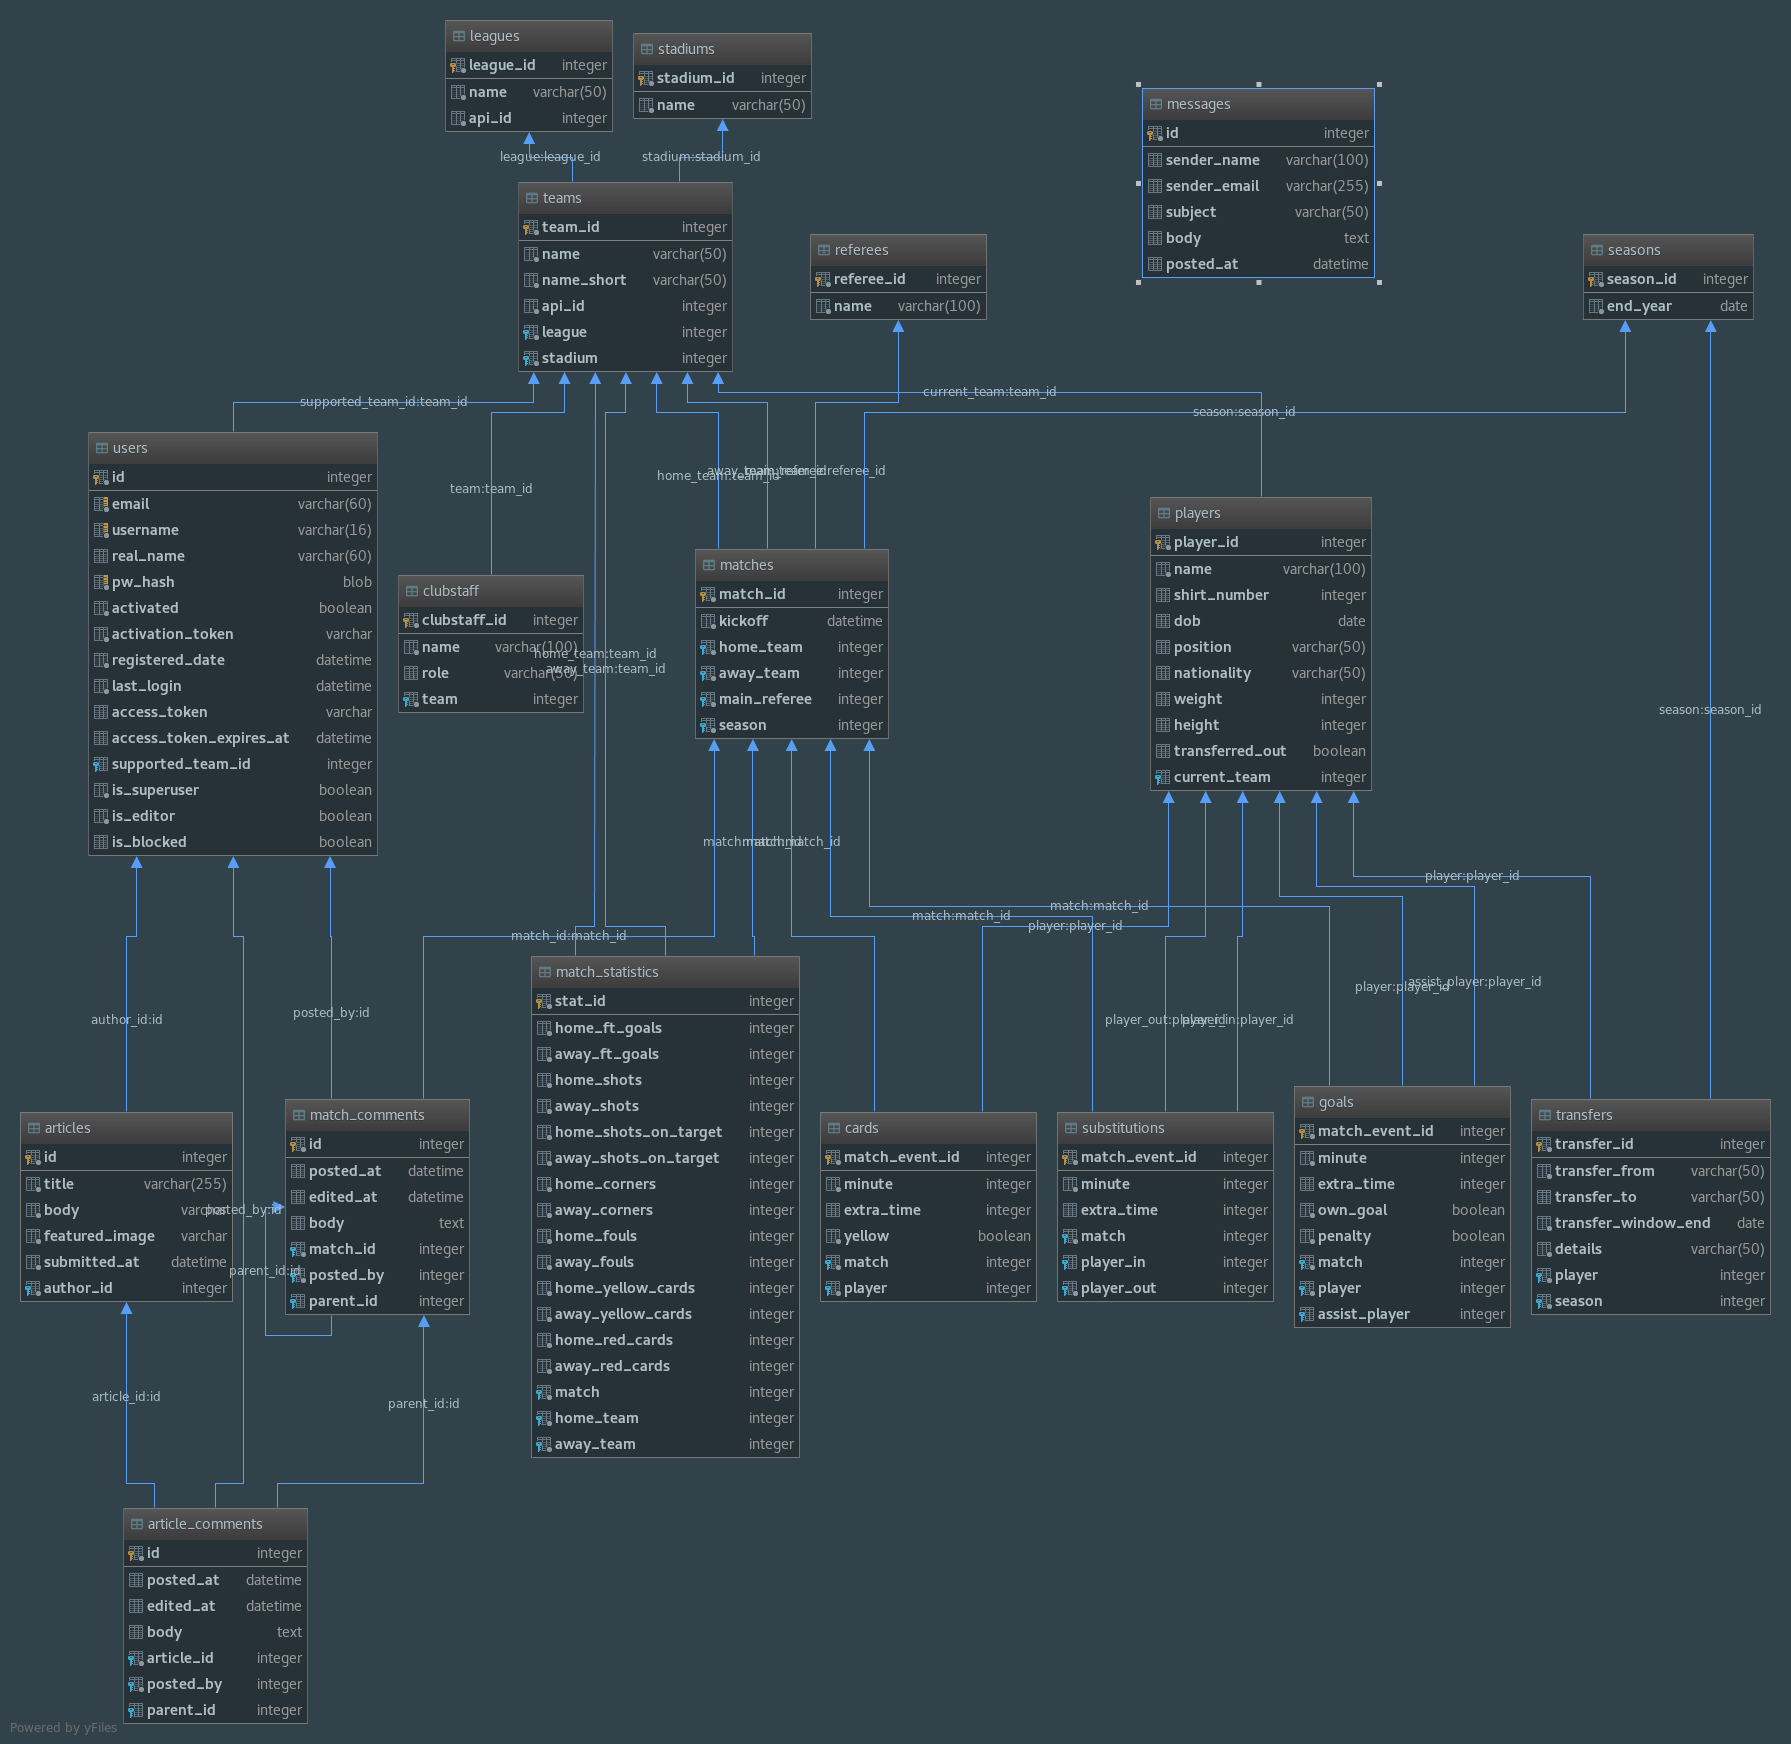 leagues
league_id integer
name varchar(50)
api_id integer
stadiums
stadium_id integer
name varchar(50)
messages
id integer
sender_name varchar(100)
sender_email varchar(255)
subject varchar(50)
body text
posted_at datetime
league:league_id
stadium:stadium_id
teams
team_id integer
name varchar(50)
name_short varchar(50)
api_id integer
league integer
stadium integer
referees
referee_id integer
name varchar(100)
seasons
season_id integer
end_year date
supported_team_id:team_id
current_team:team_id
season:season_id
users
id integer
email varchar(60)
username varchar(16)
real_name varchar(60)
pw_hash blob
activated boolean
activation_token varchar
registered_date datetime
last_login datetime
access_token varchar
access_token_expires_at datetime
supported_team_id integer
is_superuser boolean
is_editor boolean
is_blocked boolean
team:team_id
home_team:team_id
away_team:team_id
main_referee:referee_id
clubstaff
clubstaff_id integer
name varchar(100)
role varchar(50)
team integer
home_team:team_id
away_team:team_id
matches
match_id integer
kickoff datetime
home_team integer
away_team integer
main_referee integer
season integer
players
player_id integer
name varchar(100)
shirt_number integer
dob date
position varchar(50)
nationality varchar(50)
weight integer
height integer
transferred_out boolean
current_team integer
season:season_id
match:match_id
match:match_id
player:player_id
match:match_id
match:match_id
player:player_id
match_id:match_id
author_id:id
posted_by:id
player:player_id
assist_player:player_id
player_out:player_id
player_in:player_id
match_statistics
stat_id integer
home_ft_goals integer
away_ft_goals integer
home_shots integer
away_shots integer
home_shots_on_target integer
away_shots_on_target integer
home_corners integer
away_corners integer
home_fouls integer
away_fouls integer
home_yellow_cards integer
away_yellow_cards integer
home_red_cards integer
away_red_cards integer
match integer
home_team integer
away_team integer
articles
id integer
title varchar(255)
body varchar
featured_image varchar
submitted_at datetime
author_id integer
posted_by:id
parent_id:id
match_comments
id integer
posted_at datetime
edited_at datetime
body text
match_id integer
posted_by integer
parent_id integer
cards
match_event_id integer
minute integer
extra_time integer
yellow boolean
match integer
player integer
substitutions
match_event_id integer
minute integer
extra_time integer
match integer
player_in integer
player_out integer
goals
match_event_id integer
minute integer
extra_time integer
own_goal boolean
penalty boolean
match integer
player integer
assist_player integer
transfers
transfer_id integer
transfer_from varchar(50)
transfer_to varchar(50)
transfer_window_end date
details varchar(50)
player integer
season integer
article_id:id
parent_id:id
article_comments
id integer
posted_at datetime
edited_at datetime
body text
article_id integer
posted_by integer
parent_id integer
Powered by yFiles